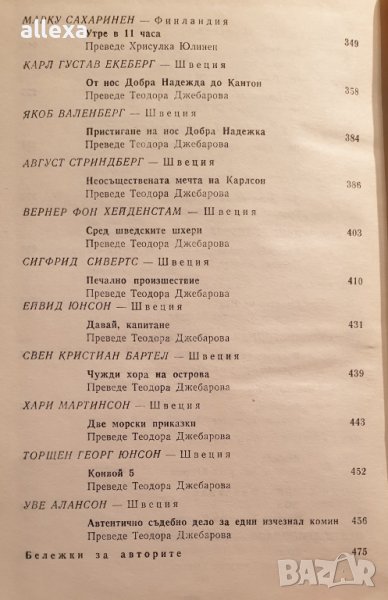 allexa
МАРКУ САХАРИНЕН — Финландия
Утре в 11 часа 349
Преведе Хрисулка Юлинен
КАРЛ ГУСТАВ ЕКЕБЕРГ — Швеция
От нос Добра Надежда до Кантон 358
Преведе Теодора Джебарова
ЯКОБ ВАЛЕНБЕРГ — Швеция
Пристигане на нос Добра Надежка 384
Преведе Теодора Джебарова
АВГУСТ СТРИНДБЕРГ — Швеция
Неосъществената мечта на Карлсон 386
Преведе Теодора Джебарова
ВЕРНЕР ФОН ХЕЙДЕНСТАМ — Швеция
Сред шведските шхери 403
Преведе Теодора Джебарова
СИГФРИД СИВЕРТС — Швеция
Печално произшествие 410
Преведе Теодора Джебарова
ЕЙВИД ЮНСОН — Швеция
Давай, капитане 431
Преведе Теодора Джебарова
СВЕН КРИСТИАН БАРТЕЛ — Швеция
Чужди хора на острова 439
Преведе Теодора Джебарова
ХАРИ МАРТИНСОН — Швеция
Две морски приказки 443
Преведе Теодора Джебарова
ТОРЩЕН ГЕОРГ ЮНСОН — Швеция
Конвой 5 452
Преведе Теодора Джебарова
УВЕ АЛАНСОН — Швеция
Автентично съдебно дело за един изчезнал комин 456
Преведе Теодора Джебарова
Бележки за авторите 475
BAZAR